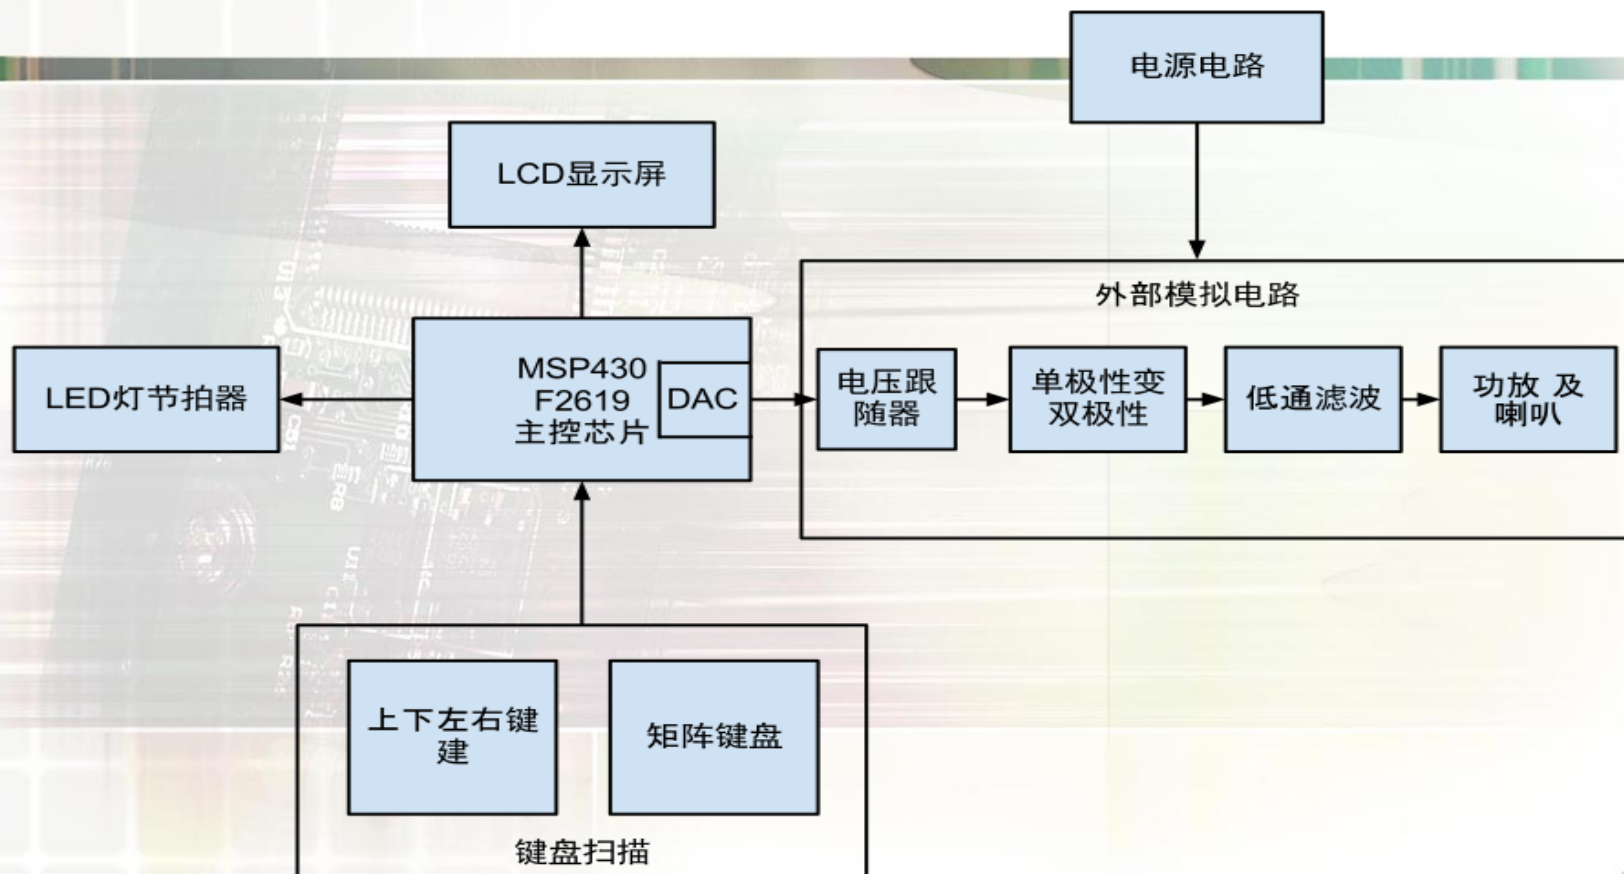 电源电路
LCD显示屏
外部模拟电路
LED灯节拍器
MSP430
F2619
主控芯片
DAC
电压跟
随器
单极性变
双极性
低通滤波
功放 及
喇叭
上下左右键
建
矩阵键盘
键盘扫描